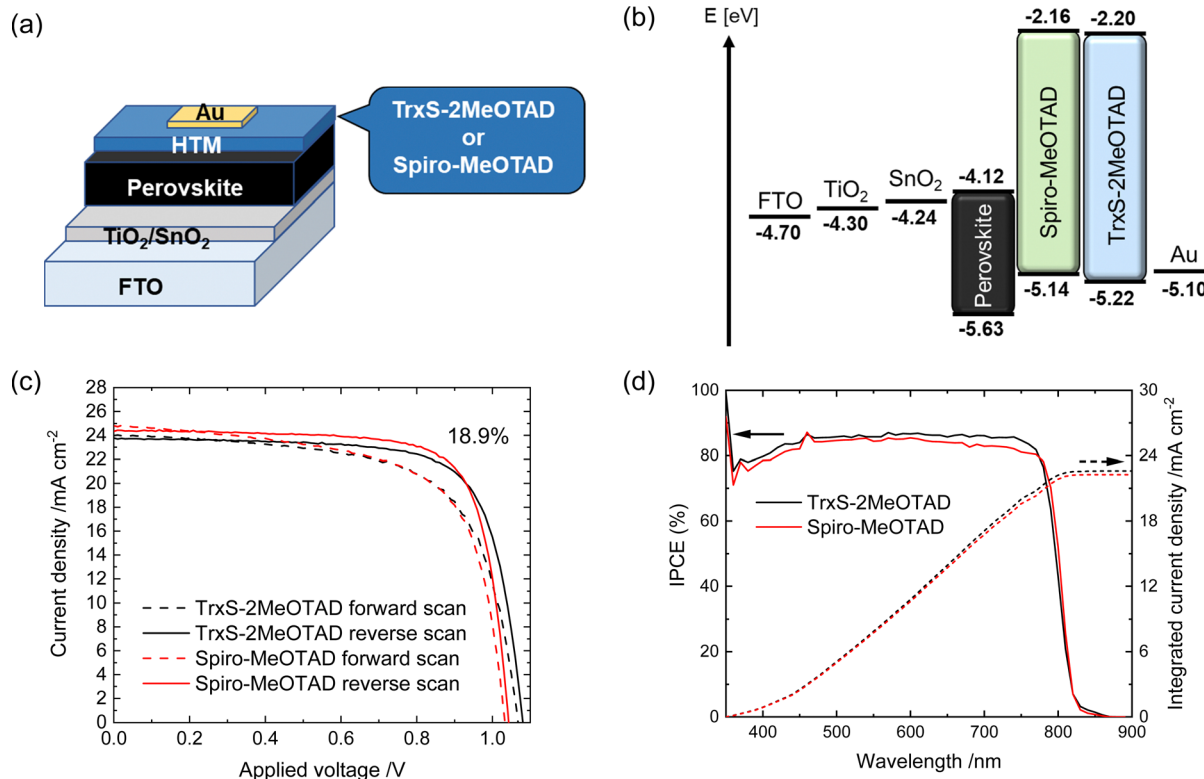 (a)
Au
HTM
Perovskite
TiO₂/SnO₂
FTO
TrxS-2MeOTAD
or
Spiro-MeOTAD
(b)
E [eV]
FTO
-4.70
TiO₂
-4.30
SnO₂
-4.24
-4.12
Perovskite
-5.63
-2.16
Spiro-MeOTAD
-5.14
-2.20
TrxS-2MeOTAD
-5.22
Au
-5.10
(c)
28
26
24
22
20
18
16
14
12
10
8
6
4
2
0
Current density /mA cm⁻²
18.9%
TrxS-2MeOTAD forward scan
TrxS-2MeOTAD reverse scan
Spiro-MeOTAD forward scan
Spiro-MeOTAD reverse scan
0.0 0.2 0.4 0.6 0.8 1.0
Applied voltage /V
(d)
100
80
60
40
20
0
IPCE (%)
TrxS-2MeOTAD
Spiro-MeOTAD
30
24
18
12
6
0
Integrated current density /mA cm⁻²
400 500 600 700 800 900
Wavelength /nm